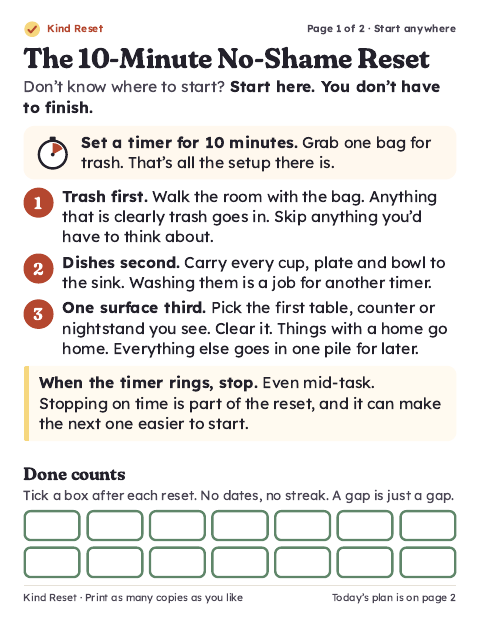 Kind Reset
Page 1 of 2 · Start anywhere
The 10-Minute No-Shame Reset
Don’t know where to start? Start here. You don’t have
to finish.
Set a timer for 10 minutes. Grab one bag for
trash. That’s all the setup there is.
1
Trash first. Walk the room with the bag. Anything
that is clearly trash goes in. Skip anything you’d
have to think about.
2
Dishes second. Carry every cup, plate and bowl to
the sink. Washing them is a job for another timer.
3
One surface third. Pick the first table, counter or
nightstand you see. Clear it. Things with a home go
home. Everything else goes in one pile for later.
When the timer rings, stop. Even mid-task.
Stopping on time is part of the reset, and it can make
the next one easier to start.
Done counts
Tick a box after each reset. No dates, no streak. A gap is just a gap.
Kind Reset · Print as many copies as you like
Today’s plan is on page 2